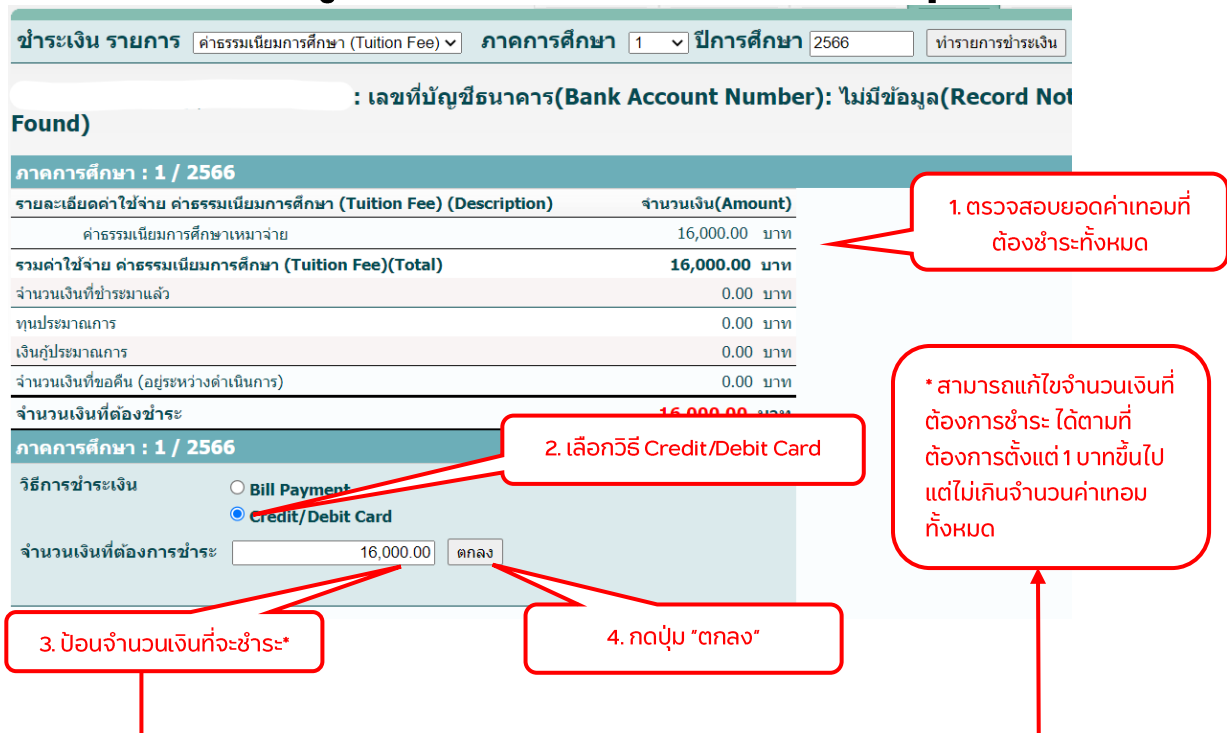 ชำระเงิน รายการ ค่าธรรมเนียมการศึกษา (Tuition Fee) ภาคการศึกษา 1 ปีการศึกษา 2566 ทำรายการชำระเงิน
: เลขที่บัญชีธนาคาร(Bank Account Number): ไม่มีข้อมูล(Record Not
Found)
ภาคการศึกษา : 1 / 2566
รายละเอียดค่าใช้จ่าย ค่าธรรมเนียมการศึกษา (Tuition Fee) (Description) จำนวนเงิน(Amount)
ค่าธรรมเนียมการศึกษาเหมาจ่าย 16,000.00 บาท
รวมค่าใช้จ่าย ค่าธรรมเนียมการศึกษา (Tuition Fee)(Total) 16,000.00 บาท
จำนวนเงินที่ชำระมาแล้ว 0.00 บาท
ทุนประมาณการ 0.00 บาท
เงินกู้ประมาณการ 0.00 บาท
จำนวนเงินที่ขอคืน (อยู่ระหว่างดำเนินการ) 0.00 บาท
จำนวนเงินที่ต้องชำระ 16,000.00 บาท
ภาคการศึกษา : 1 / 2566
วิธีการชำระเงิน Bill Payment
Credit/Debit Card
จำนวนเงินที่ต้องการชำระ 16,000.00 ตกลง
1. ตรวจสอบยอดค่าเทอมที่
ต้องชำระทั้งหมด
2. เลือกวิธี Credit/Debit Card
* สามารถแก้ไขจำนวนเงินที่
ต้องการชำระ ได้ตามที่
ต้องการตั้งแต่ 1 บาทขึ้นไป
แต่ไม่เกินจำนวนค่าเทอม
ทั้งหมด
3. ป้อนจำนวนเงินที่จะชำระ*
4. กดปุ่ม "ตกลง"